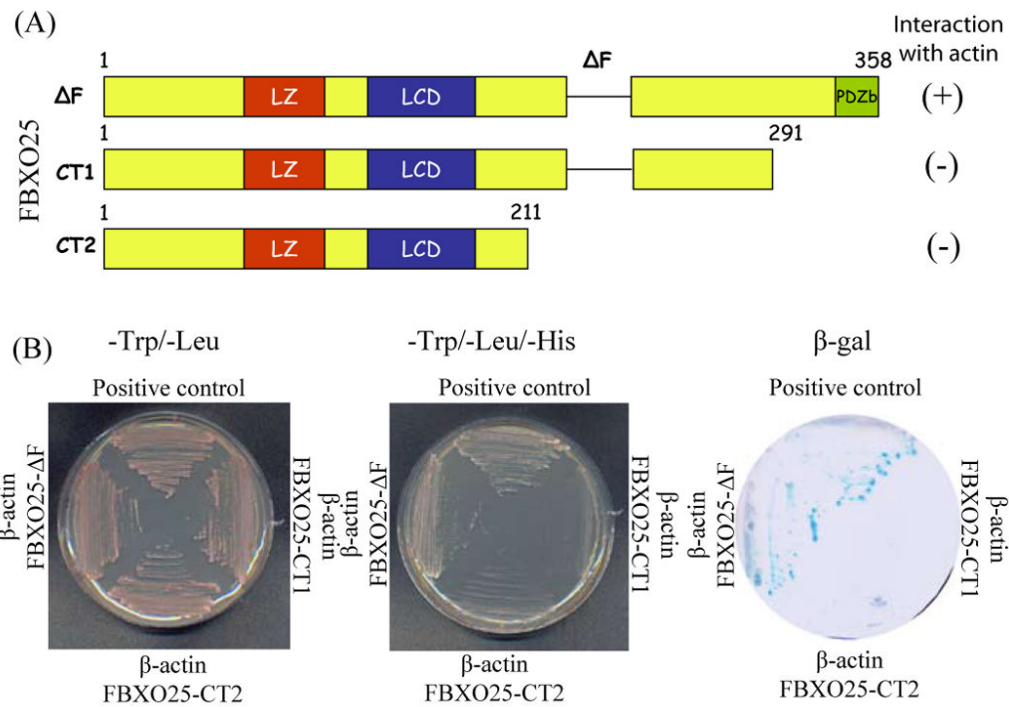 (A)
Interaction
with actin
FBXO25
1
ΔF
358
ΔF
LZ
LCD
PDZb
(+)
1
291
CT1
LZ
LCD
(-)
1
211
CT2
LZ
LCD
(-)
(B)
-Trp/-Leu
-Trp/-Leu/-His
β-gal
Positive control
Positive control
Positive control
β-actin
FBXO25-ΔF
β-actin
FBXO25-CT1
β-actin
FBXO25-CT2
β-actin
FBXO25-ΔF
β-actin
FBXO25-CT1
β-actin
FBXO25-CT2
β-actin
FBXO25-ΔF
β-actin
FBXO25-CT1
β-actin
FBXO25-CT2